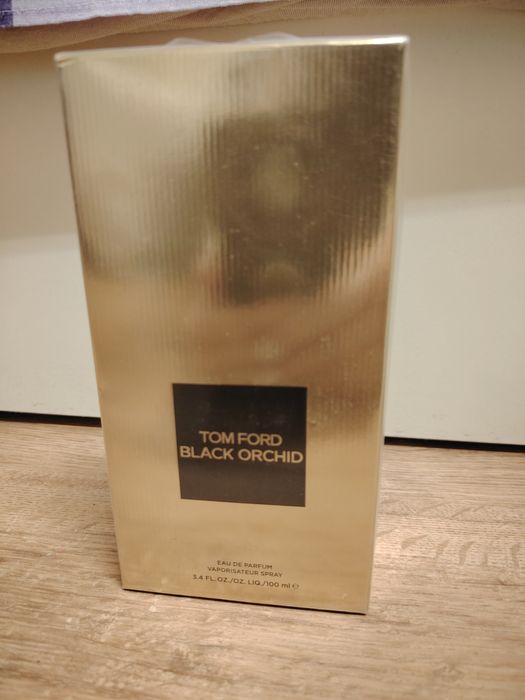 TOM FORD
BLACK ORCHID
EAU DE PARFUM
VAPORISATEUR SPRAY
3.4 FL.OZ./OZ. LIQ./100 ml ℮